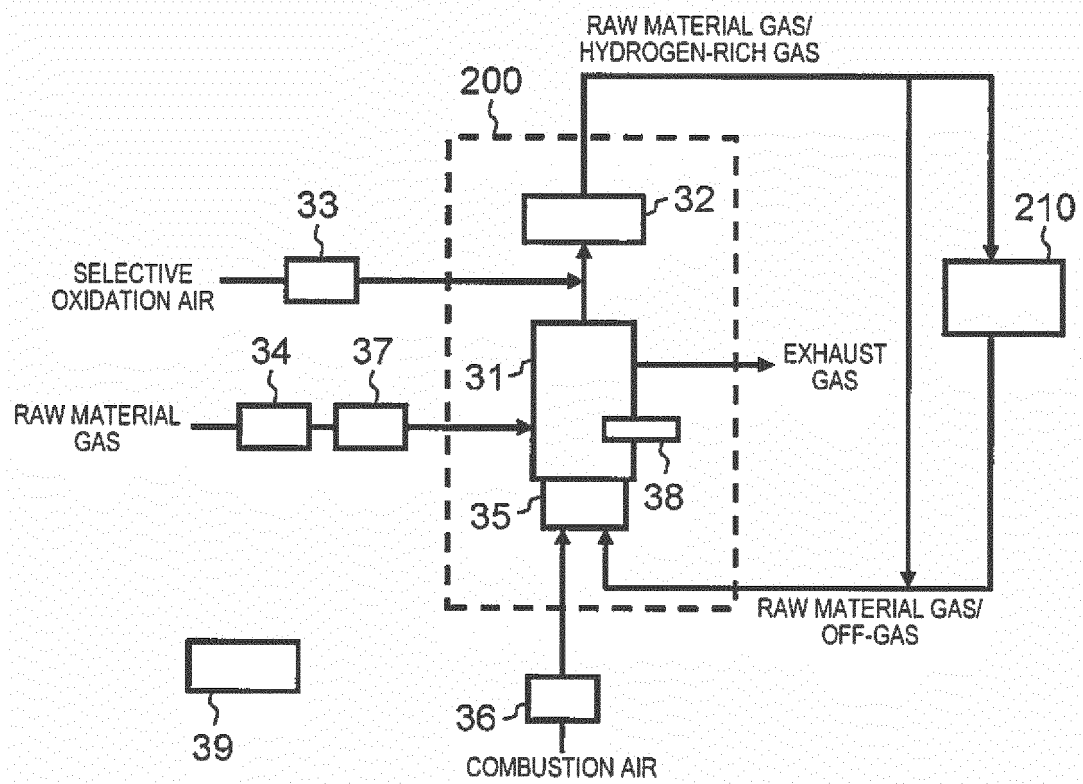 RAW MATERIAL GAS/
HYDROGEN-RICH GAS
200
32
33
210
SELECTIVE
OXIDATION AIR
34
37
31
EXHAUST
GAS
RAW MATERIAL
GAS
38
35
RAW MATERIAL GAS/
OFF-GAS
36
39
COMBUSTION AIR